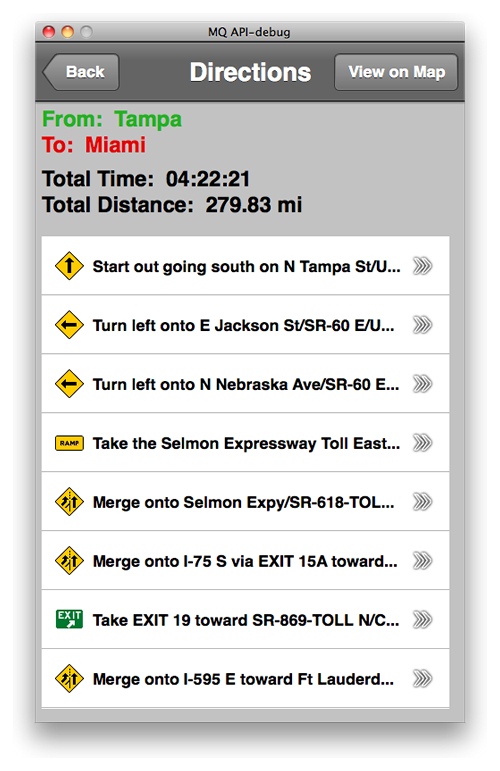 MQ API-debug
Back
Directions
View on Map
From: Tampa
To: Miami
Total Time: 04:22:21
Total Distance: 279.83 mi
Start out going south on N Tampa St/U...
Turn left onto E Jackson St/SR-60 E/U...
Turn left onto N Nebraska Ave/SR-60 E...
RAMP
Take the Selmon Expressway Toll East...
Merge onto Selmon Expy/SR-618-TOL...
Merge onto I-75 S via EXIT 15A toward...
EXIT
Take EXIT 19 toward SR-869-TOLL N/C...
Merge onto I-595 E toward Ft Lauderd...